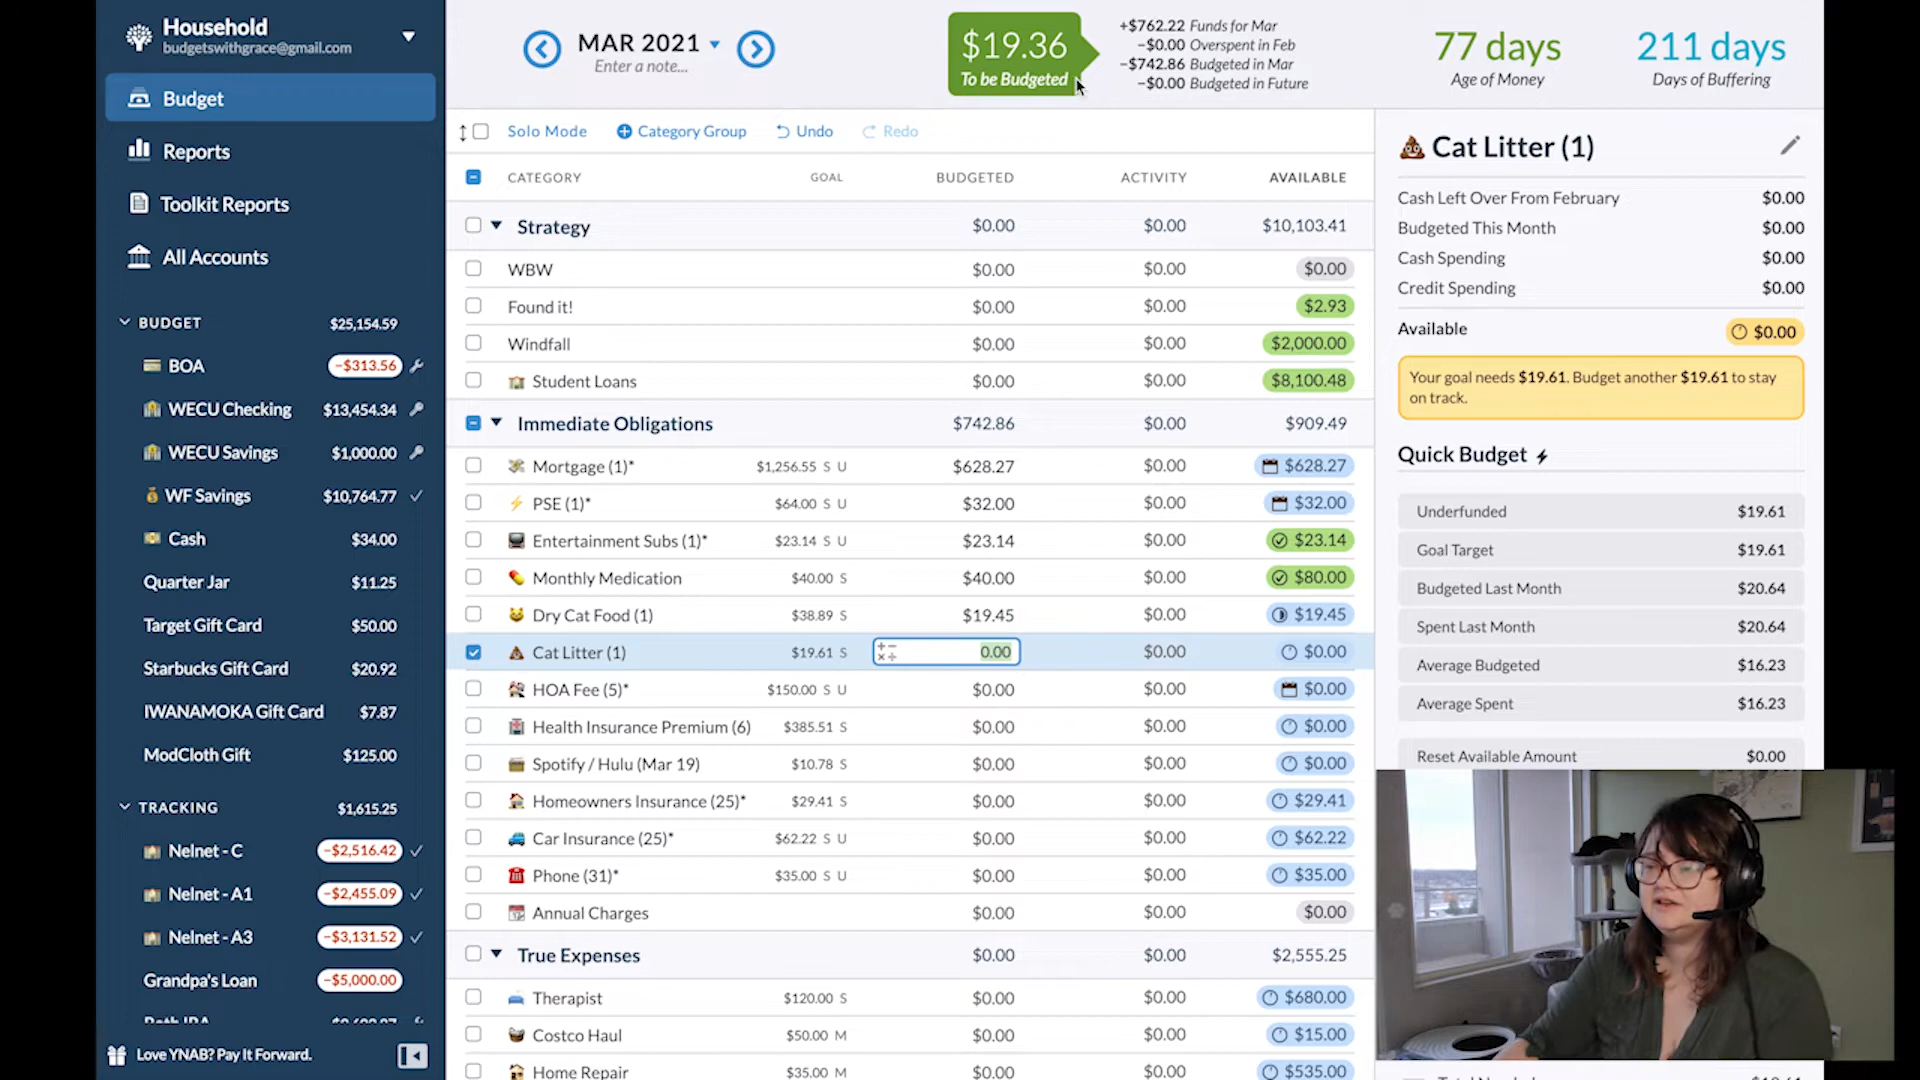 Household
budgetswithgrace@gmail.com
Budget
Reports
Toolkit Reports
All Accounts
BUDGET $25,154.59
BOA -$313.56
WECU Checking $13,454.34
WECU Savings $1,000.00
WF Savings $10,764.77
Cash $34.00
Quarter Jar $11.25
Target Gift Card $50.00
Starbucks Gift Card $20.92
IWANAMOKA Gift Card $7.87
ModCloth Gift $125.00
TRACKING $1,615.25
Nelnet - C -$2,516.42
Nelnet - A1 -$2,455.09
Nelnet - A3 -$3,131.52
Grandpa's Loan -$5,000.00
Roth IRA
Love YNAB? Pay It Forward.
MAR 2021
Enter a note...
$19.36
To be Budgeted
+$762.22 Funds for Mar
-$0.00 Overspent in Feb
-$742.86 Budgeted in Mar
-$0.00 Budgeted in Future
77 days
Age of Money
211 days
Days of Buffering
Solo Mode Category Group Undo Redo
CATEGORY GOAL BUDGETED ACTIVITY AVAILABLE
Strategy $0.00 $0.00 $10,103.41
WBW $0.00 $0.00 $0.00
Found it! $0.00 $0.00 $2.93
Windfall $0.00 $0.00 $2,000.00
Student Loans $0.00 $0.00 $8,100.48
Immediate Obligations $742.86 $0.00 $909.49
Mortgage (1)* $1,256.55 S U $628.27 $0.00 $628.27
PSE (1)* $64.00 S U $32.00 $0.00 $32.00
Entertainment Subs (1)* $23.14 S U $23.14 $0.00 $23.14
Monthly Medication $40.00 S $40.00 $0.00 $80.00
Dry Cat Food (1) $38.89 S $19.45 $0.00 $19.45
Cat Litter (1) $19.61 S 0.00 $0.00 $0.00
HOA Fee (5)* $150.00 S U $0.00 $0.00 $0.00
Health Insurance Premium (6) $385.51 S $0.00 $0.00 $0.00
Spotify / Hulu (Mar 19) $10.78 S $0.00 $0.00 $0.00
Homeowners Insurance (25)* $29.41 S $0.00 $0.00 $29.41
Car Insurance (25)* $62.22 S U $0.00 $0.00 $62.22
Phone (31)* $35.00 S U $0.00 $0.00 $35.00
Annual Charges $0.00 $0.00 $0.00
True Expenses $0.00 $0.00 $2,555.25
Therapist $120.00 S $0.00 $0.00 $680.00
Costco Haul $50.00 M $0.00 $0.00 $15.00
Home Repair $35.00 M $0.00 $0.00 $535.00
Cat Litter (1)
Cash Left Over From February $0.00
Budgeted This Month $0.00
Cash Spending $0.00
Credit Spending $0.00
Available $0.00
Your goal needs $19.61. Budget another $19.61 to stay
on track.
Quick Budget
Underfunded $19.61
Goal Target $19.61
Budgeted Last Month $20.64
Spent Last Month $20.64
Average Budgeted $16.23
Average Spent $16.23
Reset Available Amount $0.00